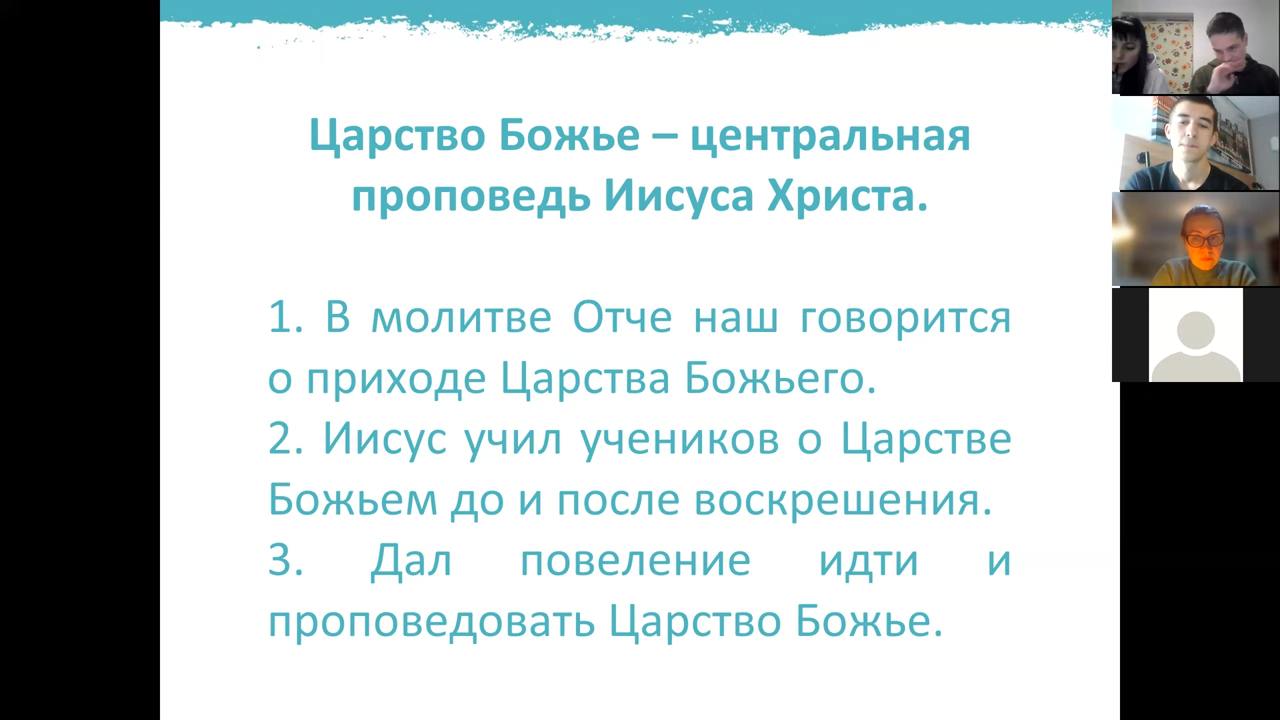 Царство Божье – центральная
проповедь Иисуса Христа.
1. В молитве Отче наш говорится
о приходе Царства Божьего.
2. Иисус учил учеников о Царстве
Божьем до и после воскрешения.
3. Дал повеление идти и
проповедовать Царство Божье.